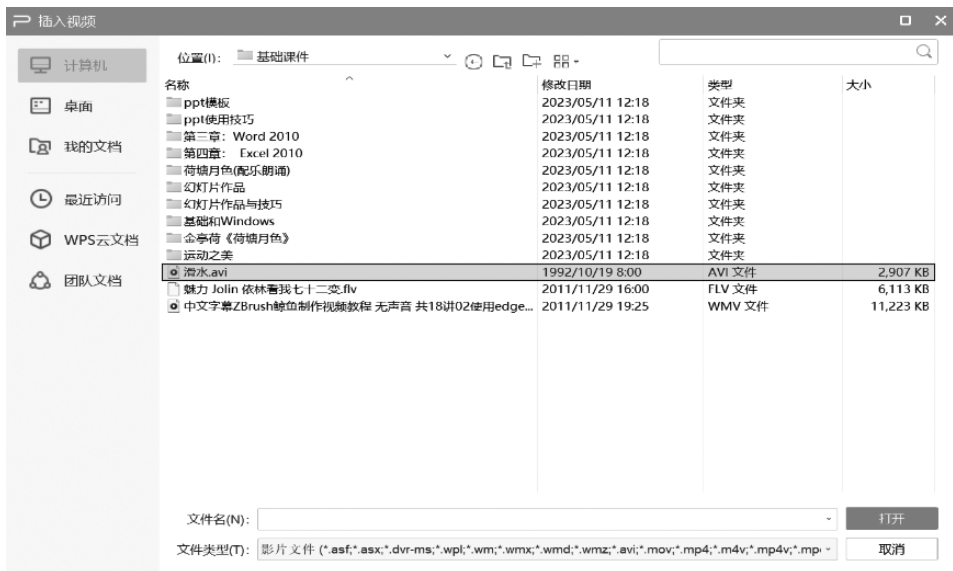 插入视频
计算机
桌面
我的文档
最近访问
WPS云文档
团队文档
位置(I): 基础课件
名称 修改日期 类型 大小
ppt模板 2023/05/11 12:18 文件夹
ppt使用技巧 2023/05/11 12:18 文件夹
第三章：Word 2010 2023/05/11 12:18 文件夹
第四章： Excel 2010 2023/05/11 12:18 文件夹
荷塘月色(配乐朗诵) 2023/05/11 12:18 文件夹
幻灯片作品 2023/05/11 12:18 文件夹
幻灯片作品与技巧 2023/05/11 12:18 文件夹
基础和Windows 2023/05/11 12:18 文件夹
金亭荷《荷塘月色》 2023/05/11 12:18 文件夹
运动之美 2023/05/11 12:18 文件夹
滑水.avi 1992/10/19 8:00 AVI 文件 2,907 KB
魅力 Jolin 依林看我七十二变.flv 2011/11/29 16:00 FLV 文件 6,113 KB
中文字幕ZBrush鲸鱼制作视频教程 无声音 共18讲02使用edge... 2011/11/29 19:25 WMV 文件 11,223 KB
文件名(N):
打开
文件类型(T): 影片文件 (*.asf;*.asx;*.dvr-ms;*.wpl;*.wm;*.wmx;*.wmd;*.wmz;*.avi;*.mov;*.mp4;*.m4v;*.mp4v;*.mp
取消